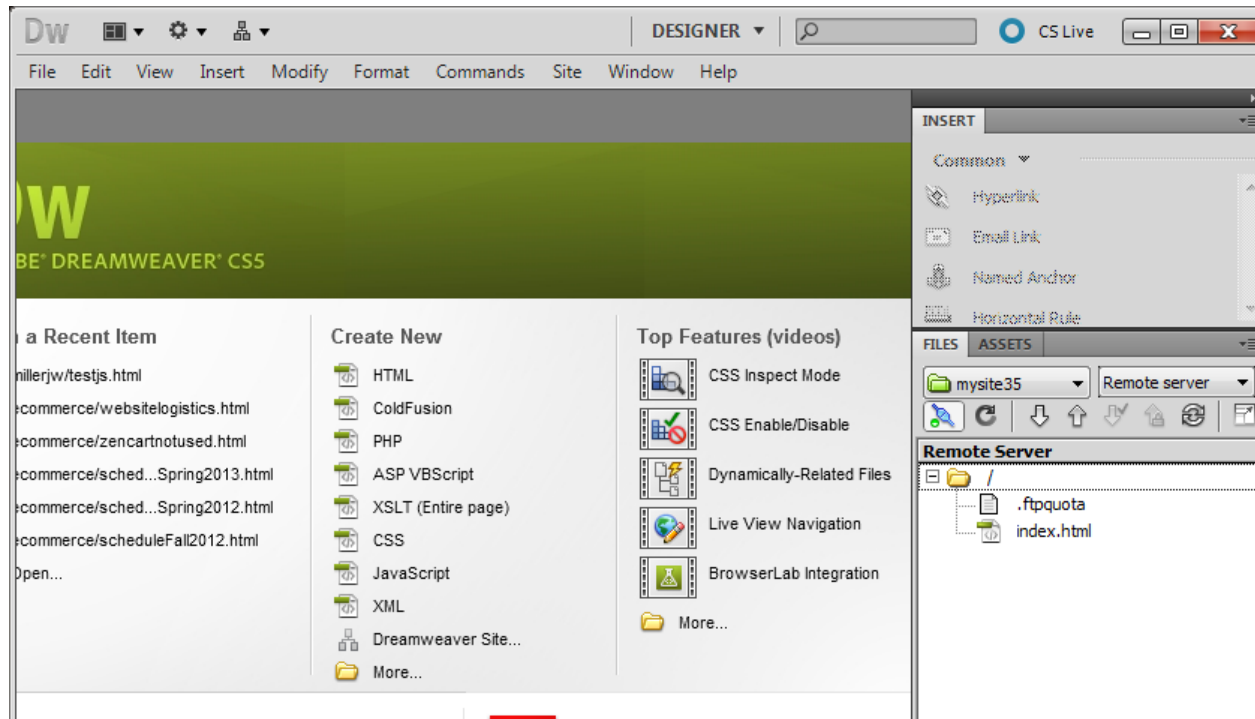 Dw DESIGNER CS Live
File Edit View Insert Modify Format Commands Site Window Help
INSERT
Common
Hyperlink
Email Link
Named Anchor
Horizontal Rule
W
BE® DREAMWEAVER® CS5
a Recent Item
millerjw/testjs.html
ecommerce/websitelogistics.html
ecommerce/zencartnotused.html
ecommerce/sched...Spring2013.html
ecommerce/sched...Spring2012.html
ecommerce/scheduleFall2012.html
Open...
Create New
HTML
ColdFusion
PHP
ASP VBScript
XSLT (Entire page)
CSS
JavaScript
XML
Dreamweaver Site...
More...
Top Features (videos)
CSS Inspect Mode
CSS Enable/Disable
Dynamically-Related Files
Live View Navigation
BrowserLab Integration
More...
FILES ASSETS
mysite35 Remote server
Remote Server
/
.ftpquota
index.html